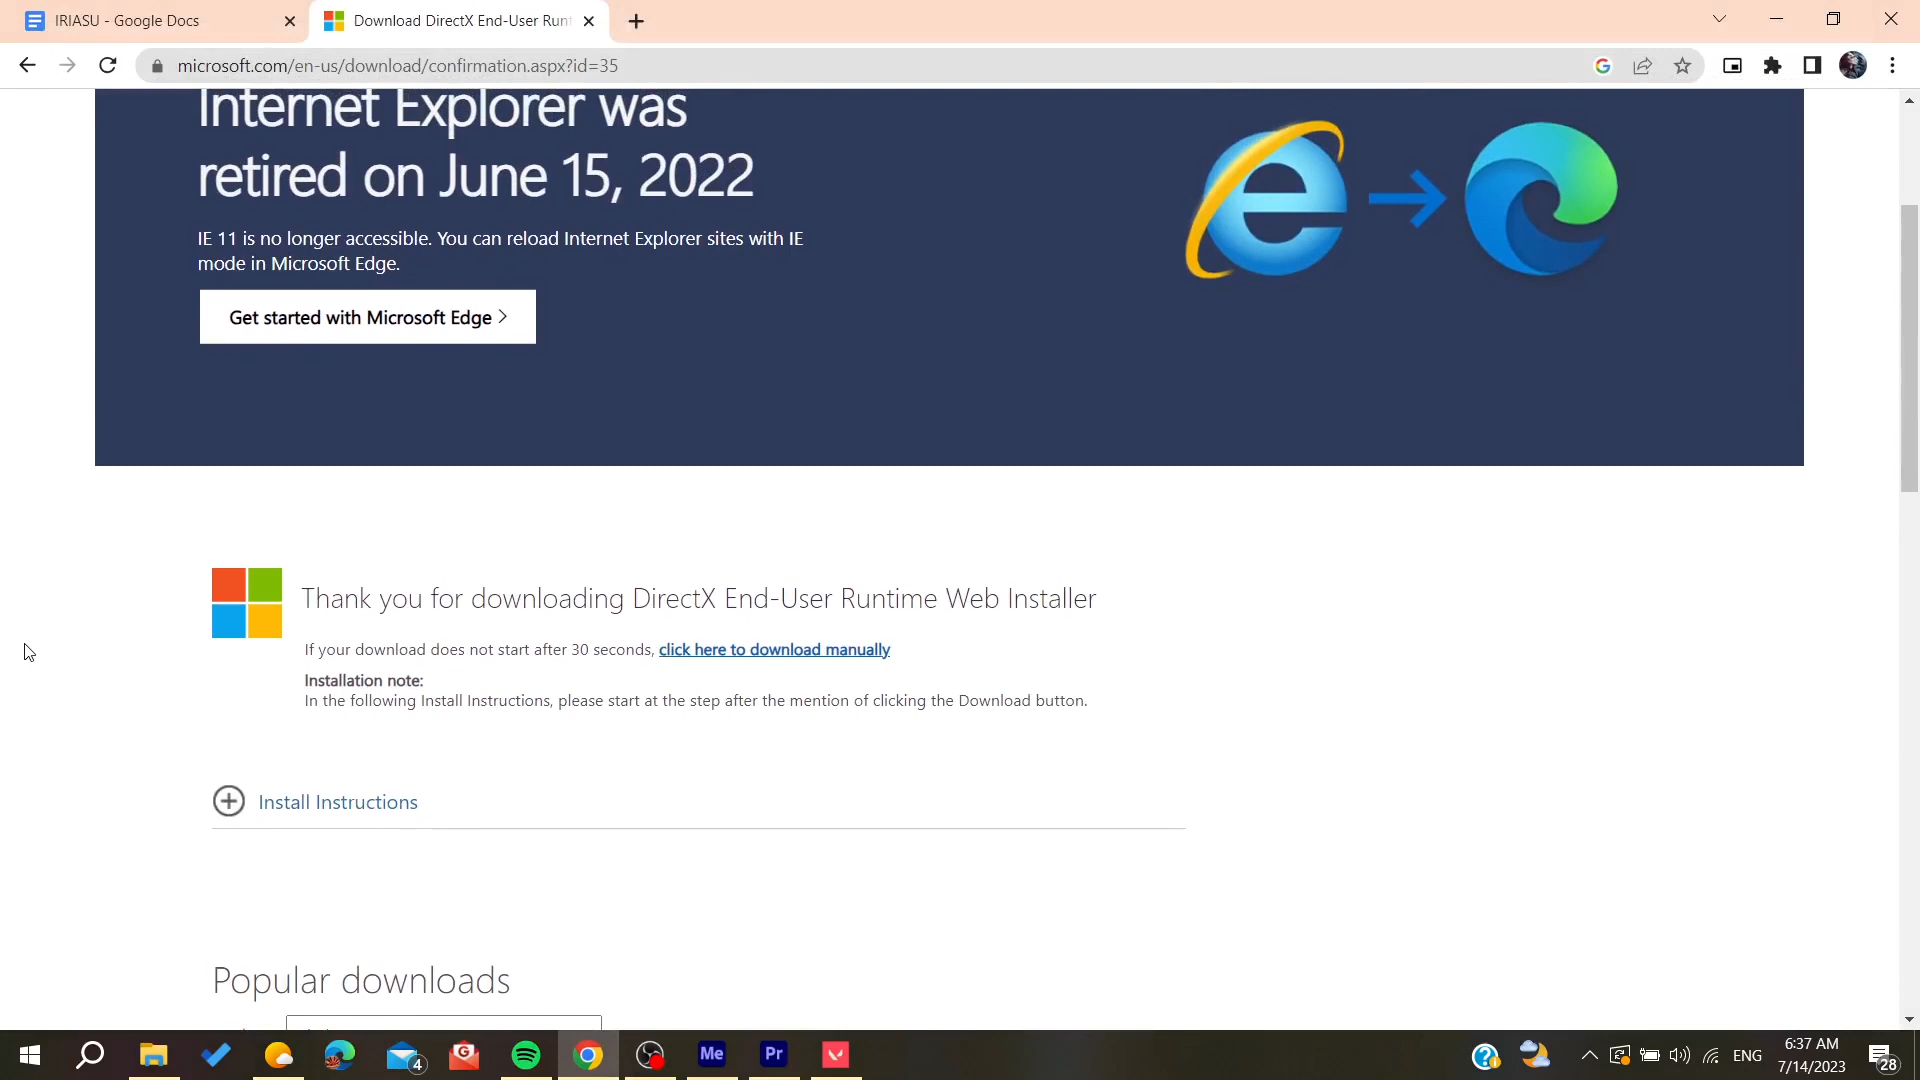 IRIASU - Google Docs
Download DirectX End-User Runt
microsoft.com/en-us/download/confirmation.aspx?id=35
Internet Explorer was
retired on June 15, 2022
IE 11 is no longer accessible. You can reload Internet Explorer sites with IE
mode in Microsoft Edge.
Get started with Microsoft Edge
Thank you for downloading DirectX End-User Runtime Web Installer
If your download does not start after 30 seconds, click here to download manually
Installation note:
In the following Install Instructions, please start at the step after the mention of clicking the Download button.
Install Instructions
Popular downloads
4
G
Me
Pr
ENG
6:37 AM
7/14/2023
28